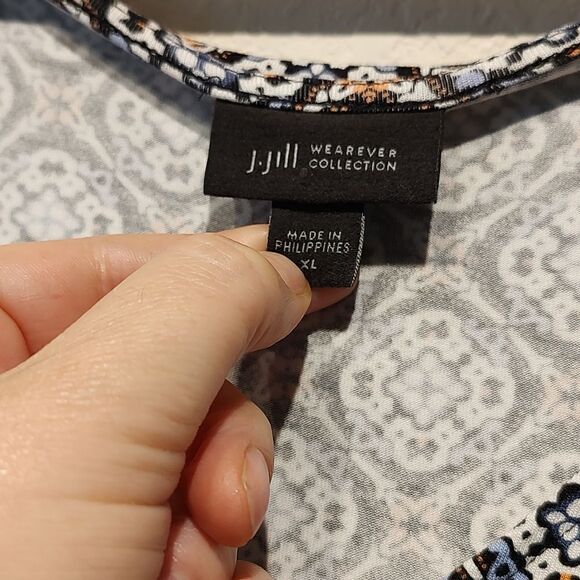 J.Jill WEAREVER
COLLECTION
MADE IN
PHILIPPINES
XL